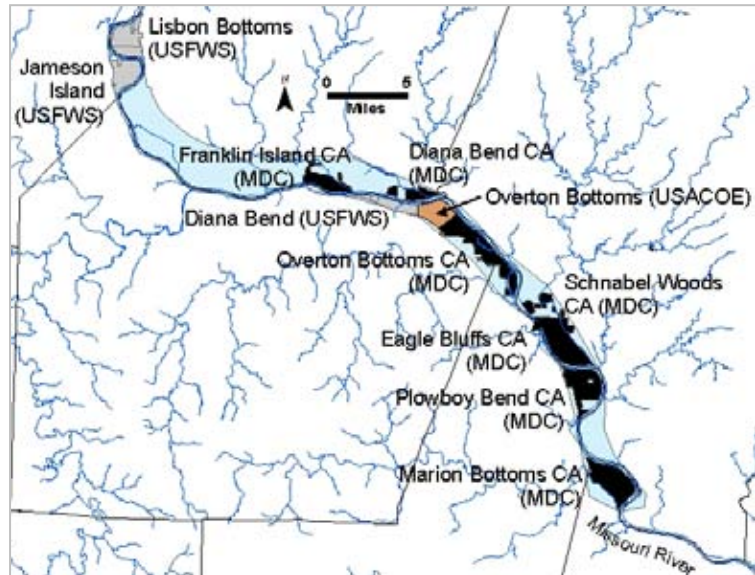 Lisbon Bottoms
(USFWS)
Jameson
Island
(USFWS)
N
0 5
Miles
Franklin Island CA
(MDC)
Diana Bend CA
(MDC)
Overton Bottoms (USACOE)
Diana Bend (USFWS)
Overton Bottoms CA
(MDC)
Schnabel Woods
CA (MDC)
Eagle Bluffs CA
(MDC)
Plowboy Bend CA
(MDC)
Marion Bottoms CA
(MDC)
Missouri River